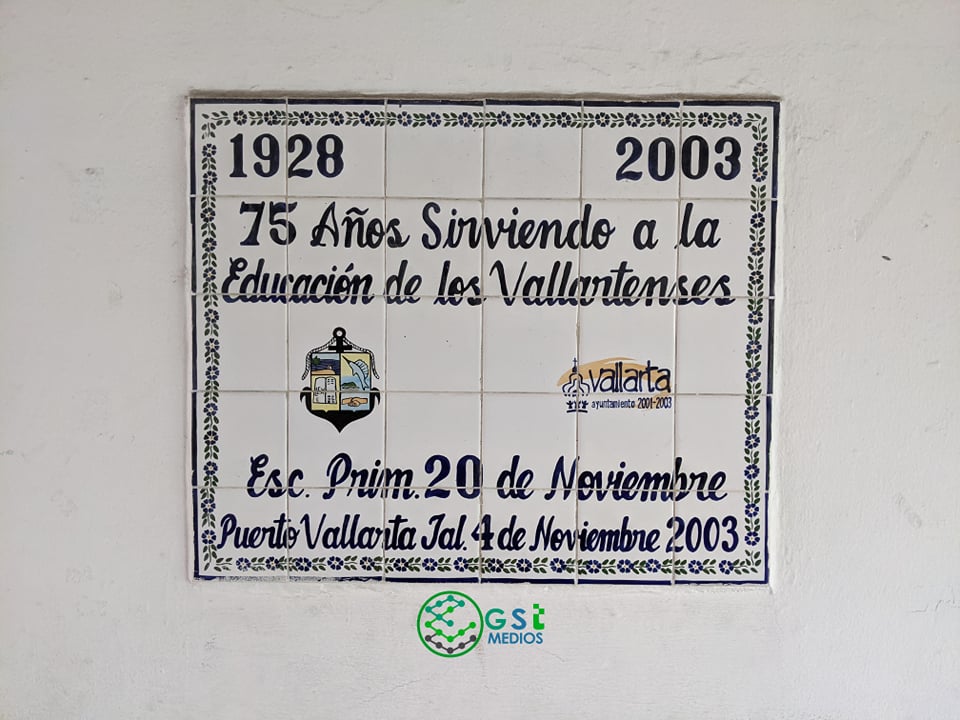 1928 2003
75 Años Sirviendo a la
Educación de los Vallartenses
vallarta
ayuntamiento 2001-2003
Esc. Prim. 20 de Noviembre
Puerto Vallarta Jal. 4 de Noviembre 2003
GSt
MEDIOS